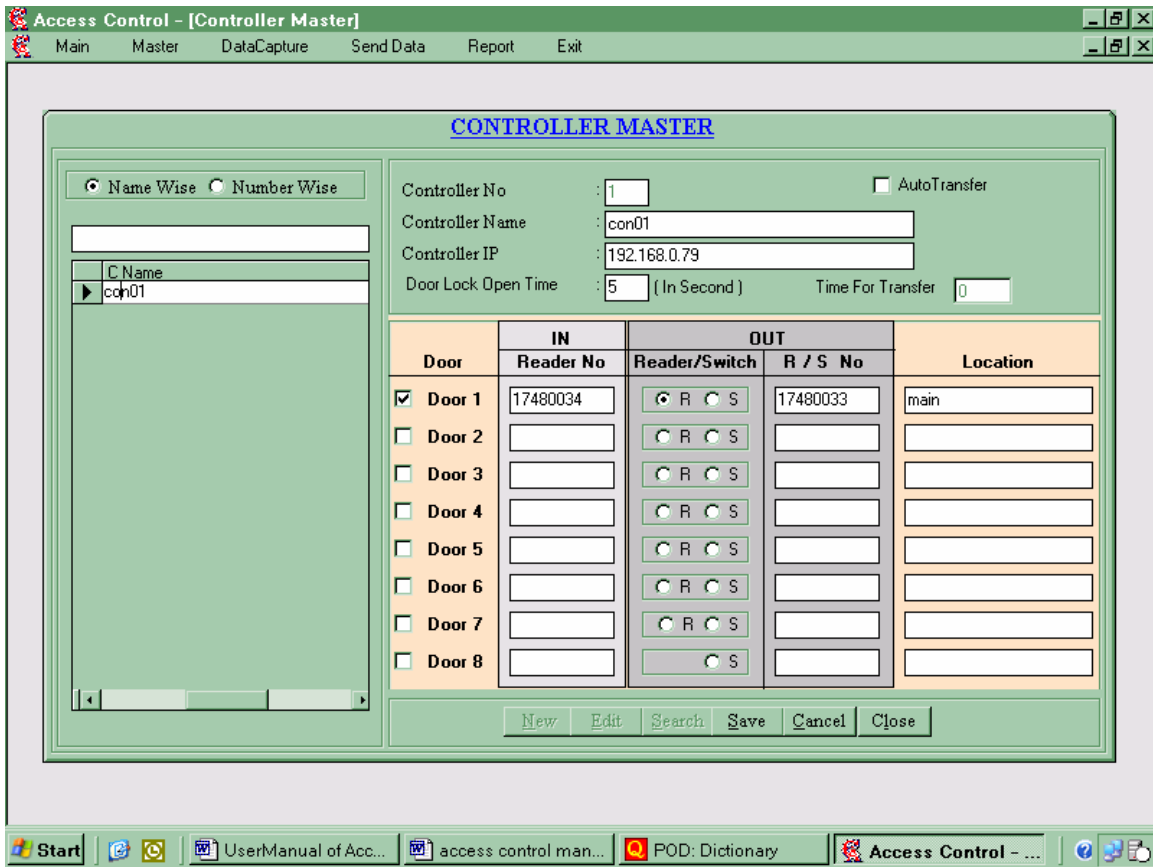 Access Control - [Controller Master]
Main Master DataCapture Send Data Report Exit
CONTROLLER MASTER
Name Wise Number Wise
C Name
con01
Controller No : 1 AutoTransfer
Controller Name : con01
Controller IP : 192.168.0.79
Door Lock Open Time : 5 ( In Second ) Time For Transfer 0
IN OUT
Door Reader No Reader/Switch R / S No Location
Door 1 17480034 R S 17480033 main
Door 2 R S
Door 3 R S
Door 4 R S
Door 5 R S
Door 6 R S
Door 7 R S
Door 8 S
New Edit Search Save Cancel Close
Start UserManual of Acc... access control man... POD: Dictionary Access Control - ...